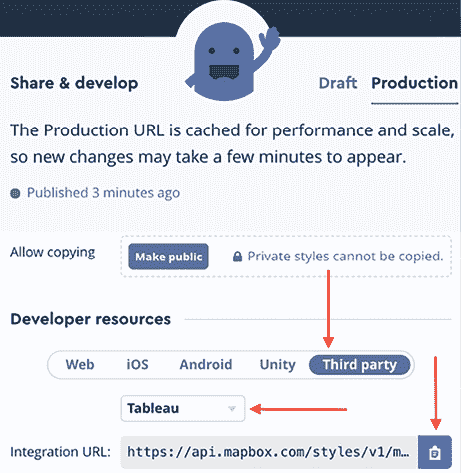 Share & develop
Draft
Production
The Production URL is cached for performance and scale,
so new changes may take a few minutes to appear.
Published 3 minutes ago
Allow copying
Make public
Private styles cannot be copied.
Developer resources
Web
iOS
Android
Unity
Third party
Tableau
Integration URL: https://api.mapbox.com/styles/v1/m...